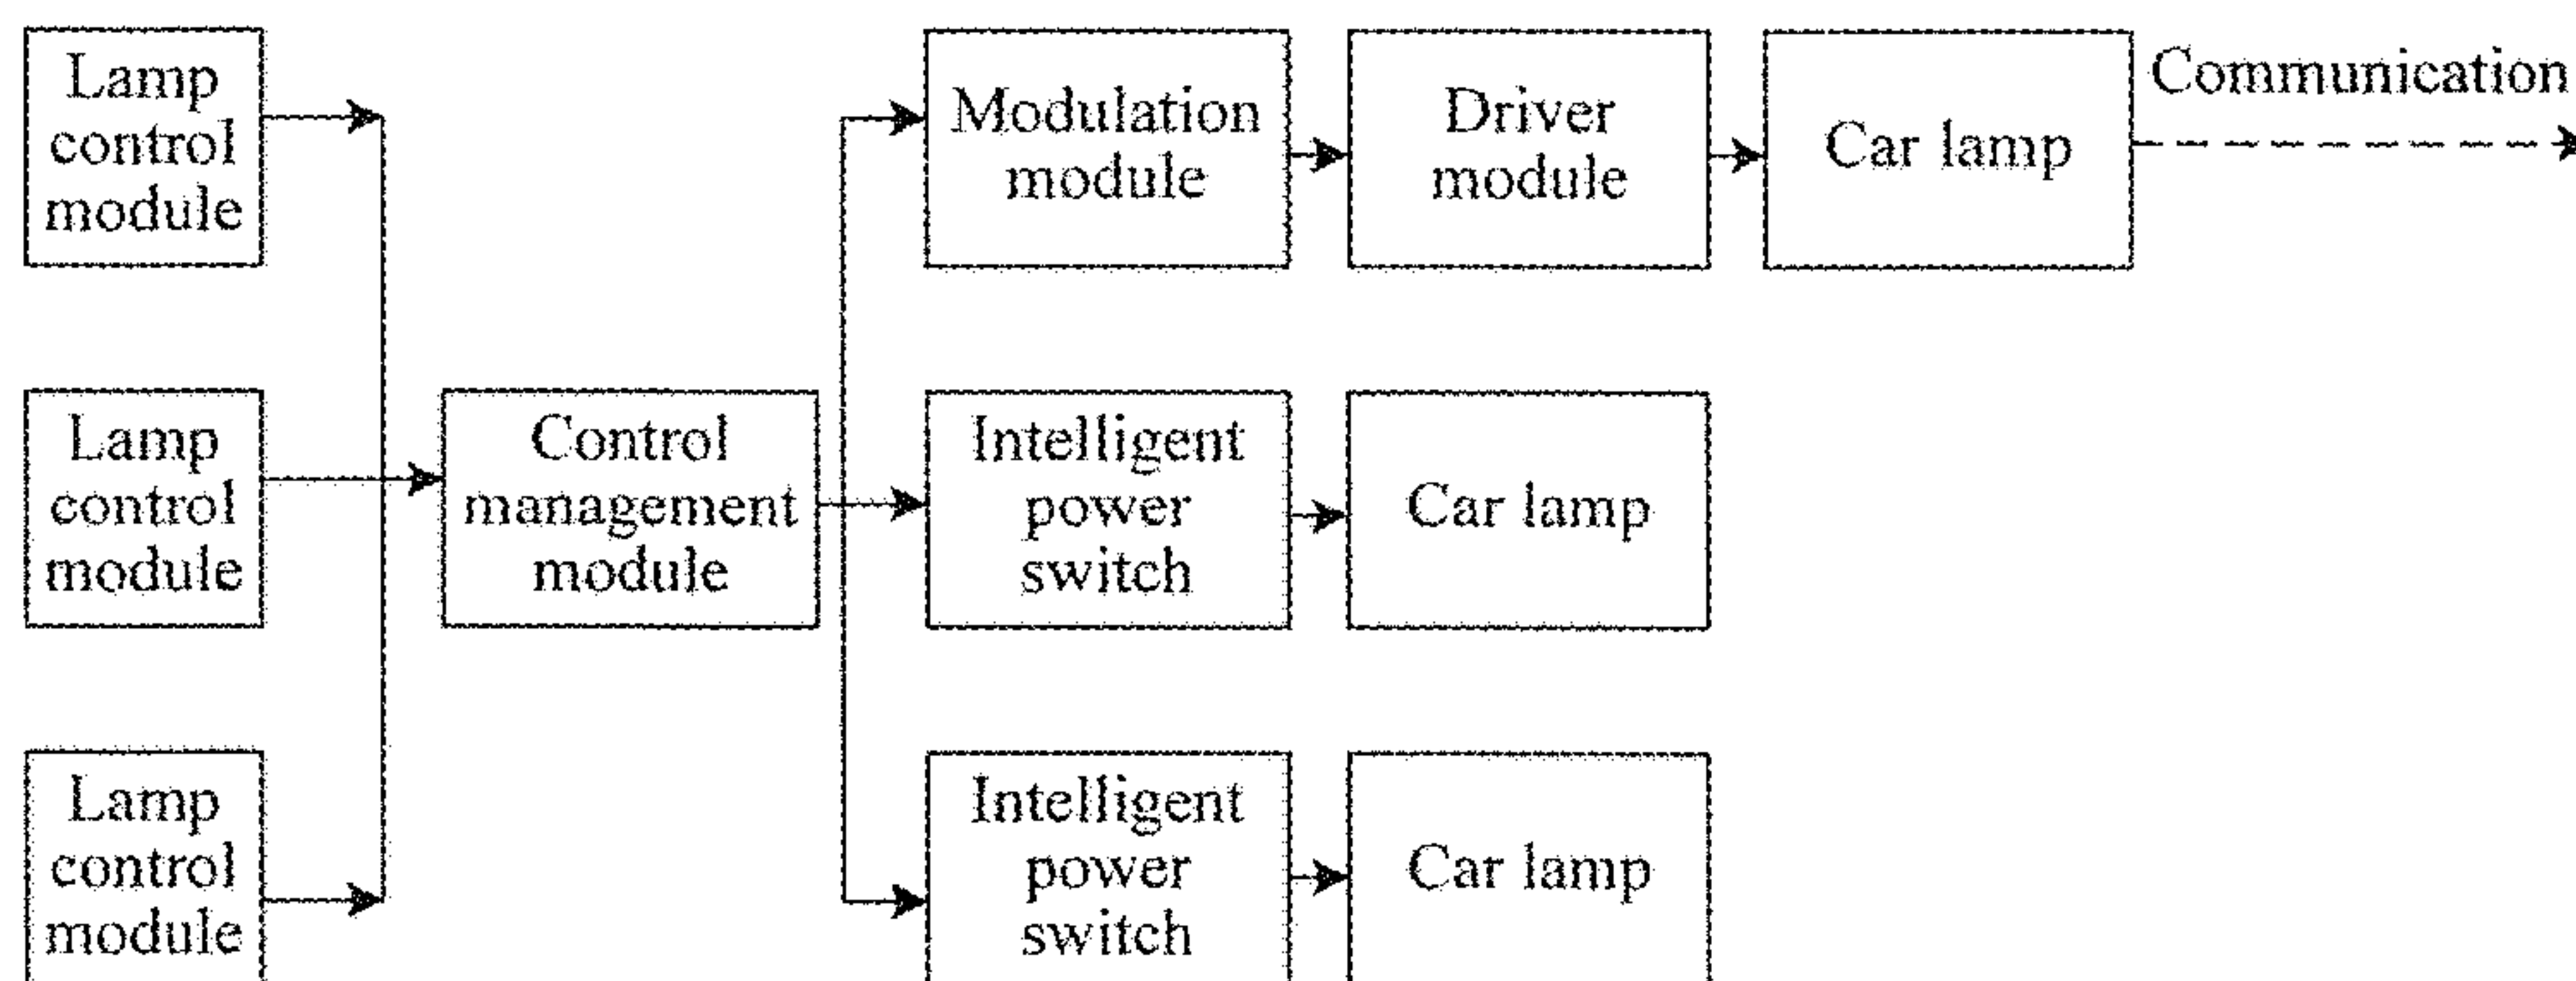 Lamp
control
module
Modulation
module
Driver
module
Car lamp
Communication
Lamp
control
module
Control
management
module
Intelligent
power
switch
Car lamp
Lamp
control
module
Intelligent
power
switch
Car lamp